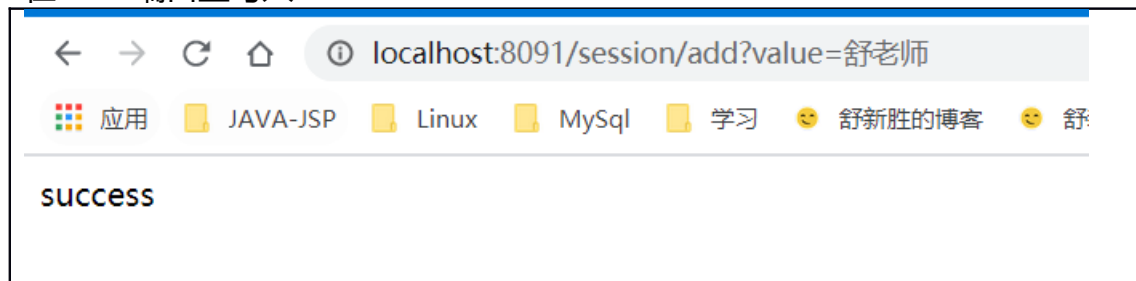 localhost:8091/session/add?value=舒老师
应用 JAVA-JSP Linux MySql 学习 舒新胜的博客 舒
success